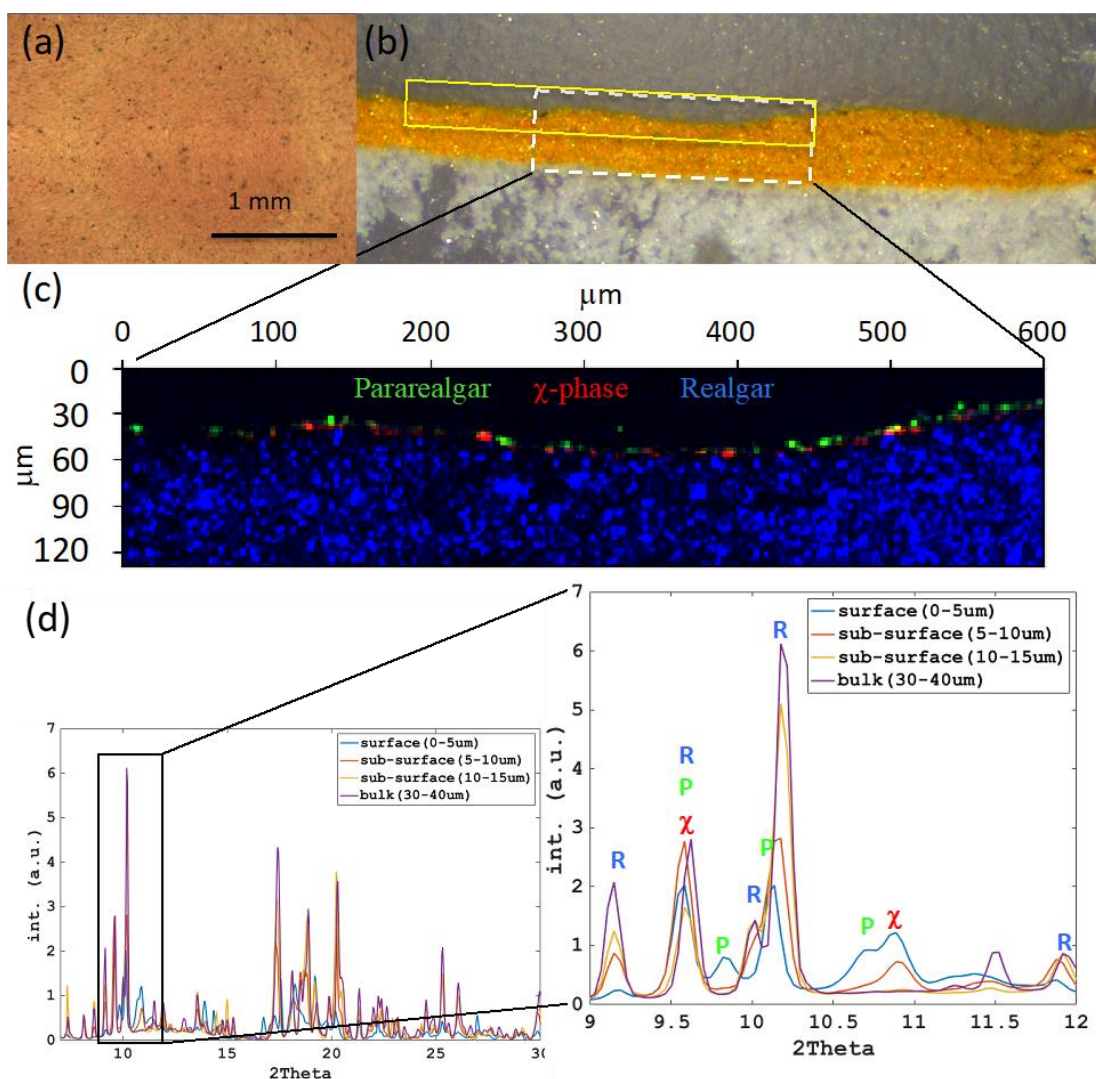 (a)
(b)
1 mm
(c)
μm
0 100 200 300 400 500 600
Pararealgar χ-phase Realgar
0
30
60
90
120
μm
(d)
7
6
5
4
3
2
1
0
int. (a.u.)
surface(0-5um)
sub-surface(5-10um)
sub-surface(10-15um)
bulk(30-40um)
10 15 20 25 30
2Theta
7
6
5
4
3
2
1
0
int. (a.u.)
surface(0-5um)
sub-surface(5-10um)
sub-surface(10-15um)
bulk(30-40um)
R
R
P
χ
P
R
P
R
P
χ
R
9 9.5 10 10.5 11 11.5 12
2Theta